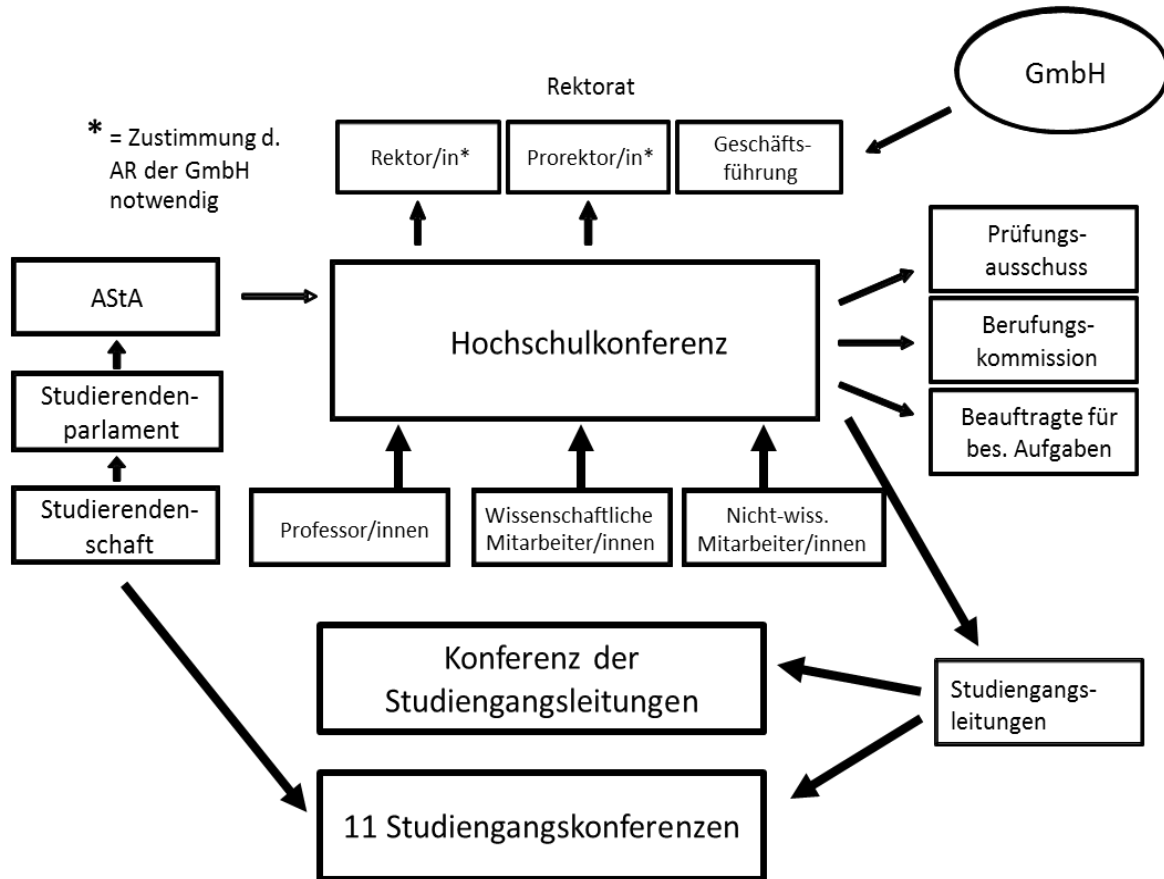 GmbH
Rektorat
* = Zustimmung d.
AR der GmbH
notwendig
Rektor/in*
Prorektor/in*
Geschäfts-
führung
Prüfungs-
ausschuss
AStA
Hochschulkonferenz
Berufungs-
kommission
Studierenden-
parlament
Beauftragte für
bes. Aufgaben
Studierenden-
schaft
Professor/innen
Wissenschaftliche
Mitarbeiter/innen
Nicht-wiss.
Mitarbeiter/innen
Konferenz der
Studiengangsleitungen
Studiengangs-
leitungen
11 Studiengangskonferenzen